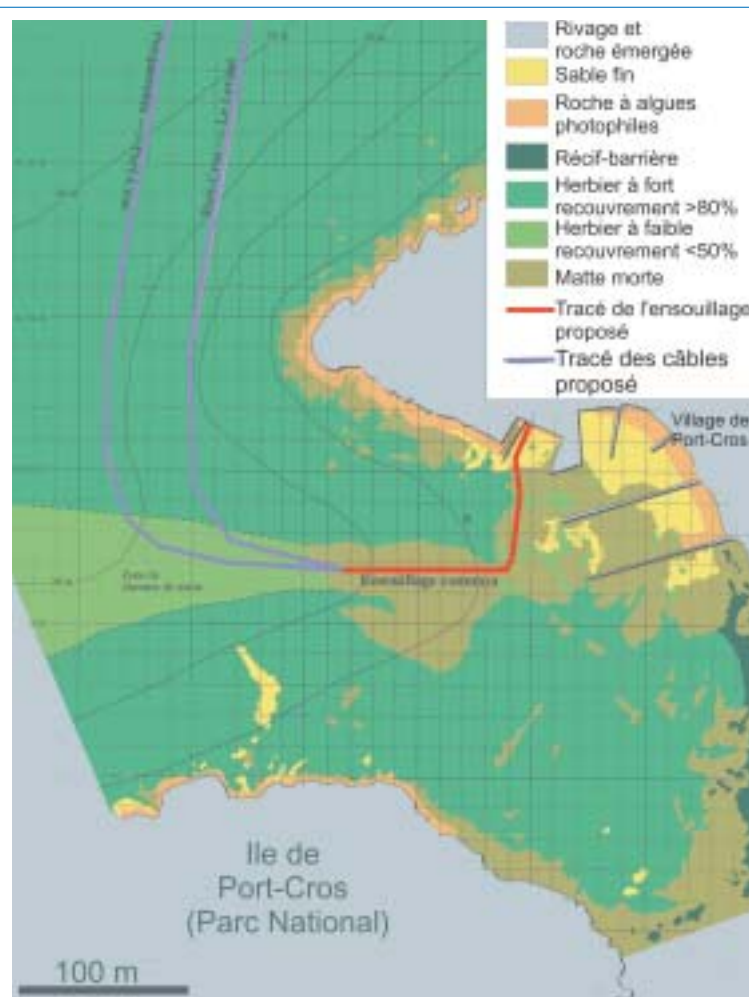 Rivage et
roche émergée
Sable fin
Roche à algues
photophiles
Récif-barrière
Herbier à fort
recouvrement >80%
Herbier à faible
recouvrement <50%
Matte morte
Tracé de l'ensouillage
proposé
Tracé des câbles
proposé
Village de
Port-Cros
Ensouillage commun
Ile de
Port-Cros
(Parc National)
100 m